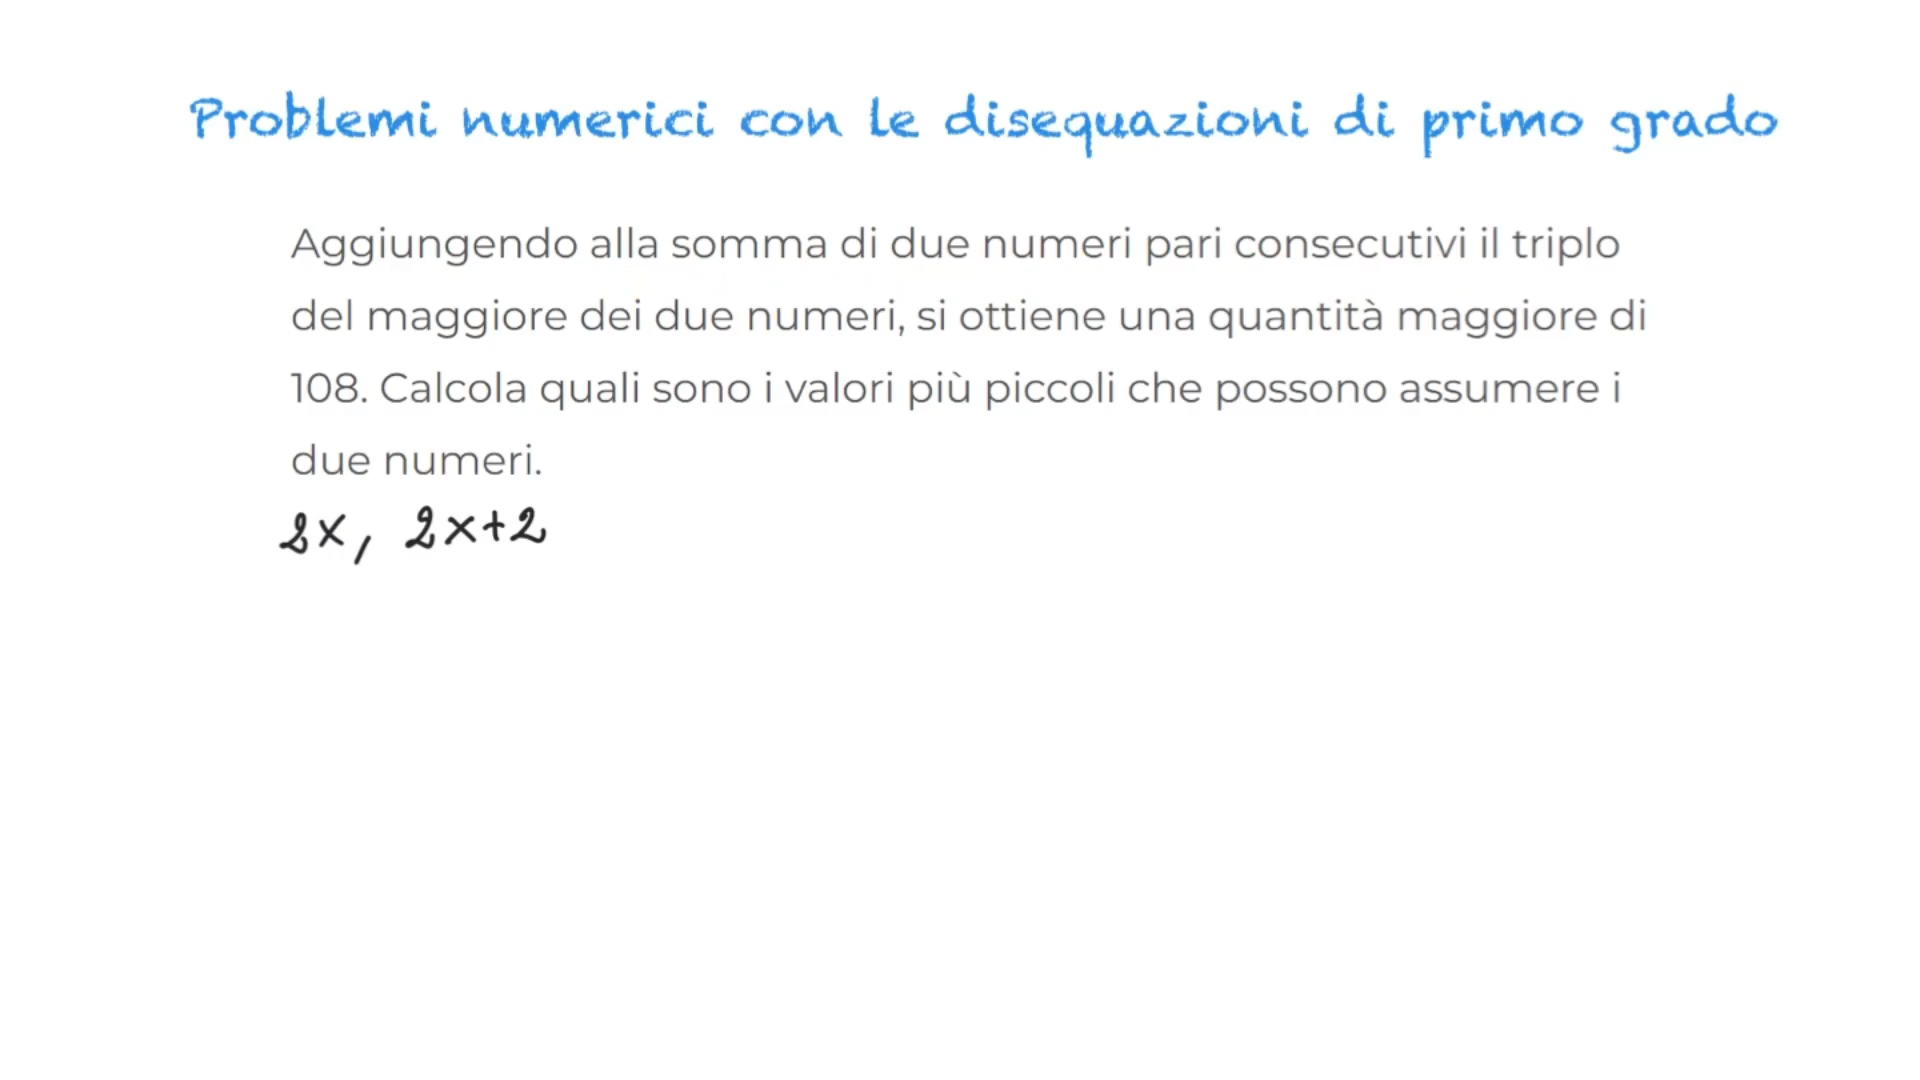 Problemi numerici con le disequazioni di primo grado
Aggiungendo alla somma di due numeri pari consecutivi il triplo
del maggiore dei due numeri, si ottiene una quantità maggiore di
108. Calcola quali sono i valori più piccoli che possono assumere i
due numeri.
2x, 2x+2